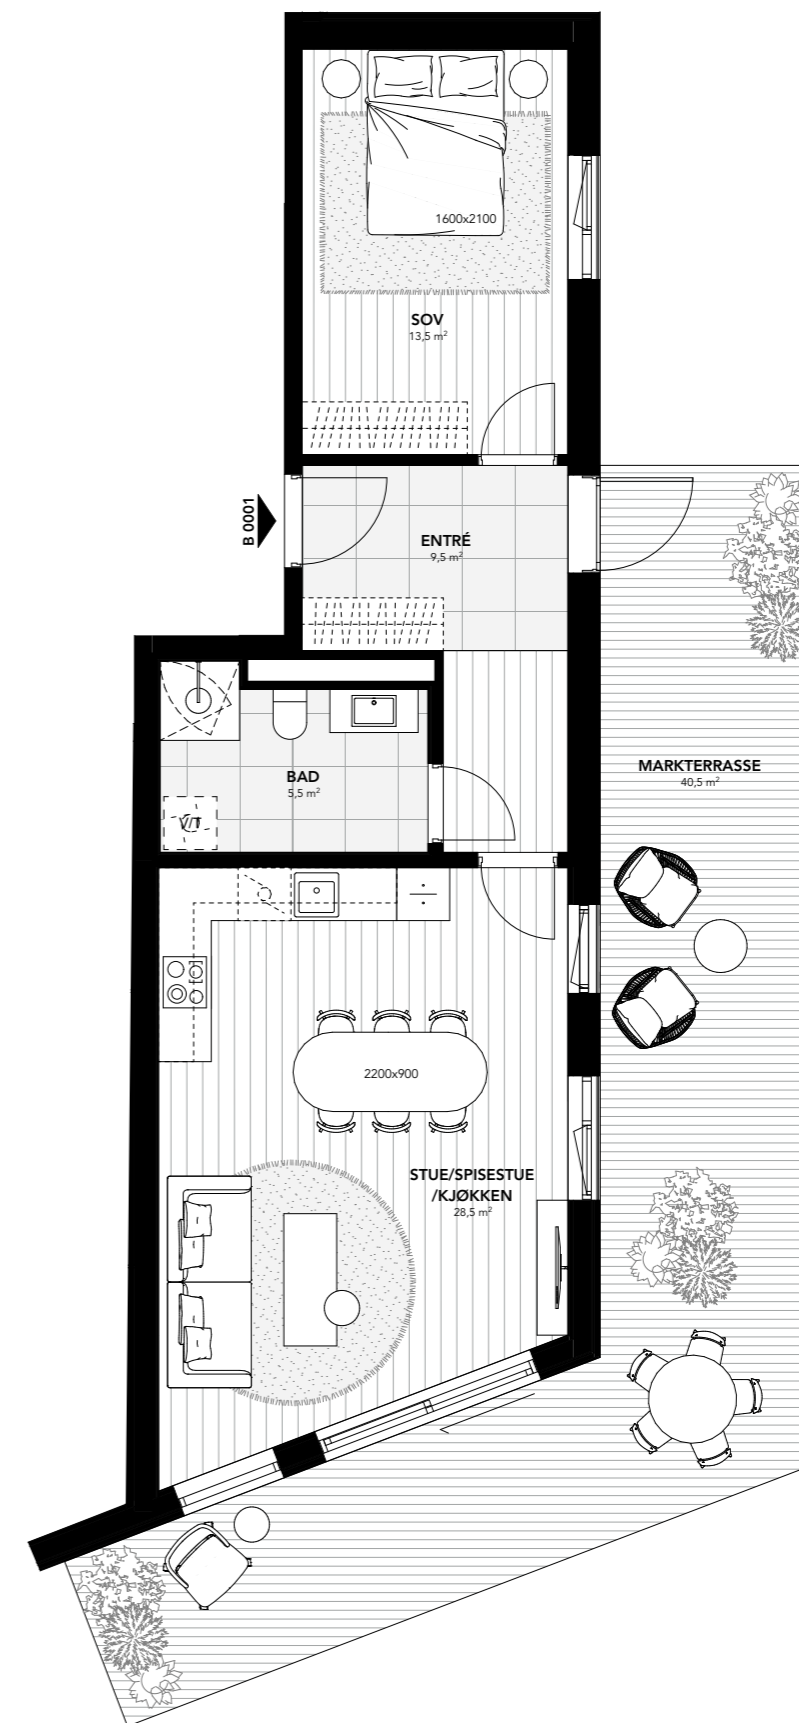 1600x2100
SOV
13,5 m²
B 0001
ENTRÉ
9,5 m²
MARKTERRASSE
40,5 m²
BAD
5,5 m²
V/T
2200x900
STUE/SPISESTUE
/KJØKKEN
28,5 m²